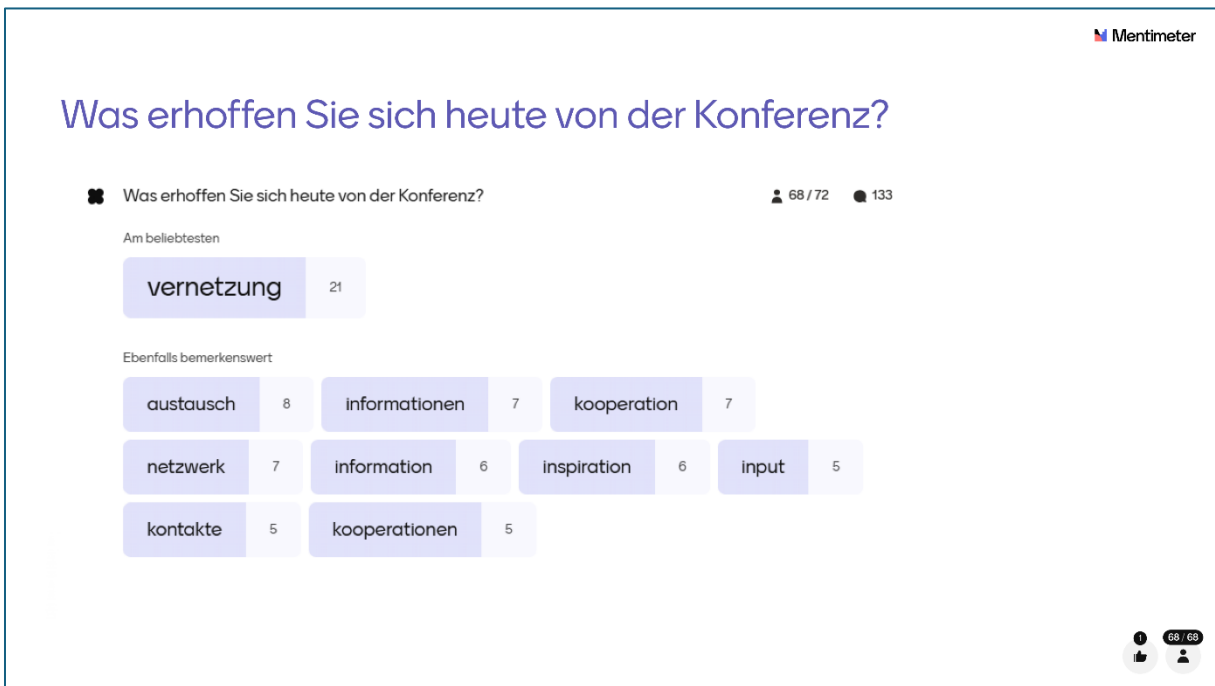 Mentimeter
Was erhoffen Sie sich heute von der Konferenz?
Was erhoffen Sie sich heute von der Konferenz? 68 / 72 133
Am beliebtesten
vernetzung 21
Ebenfalls bemerkenswert
austausch 8 informationen 7 kooperation 7
netzwerk 7 information 6 inspiration 6 input 5
kontakte 5 kooperationen 5
1 68 / 68